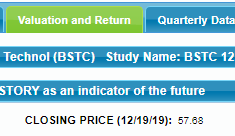 Valuation and Return Quarterly Data
Technol (BSTC) Study Name: BSTC 12
STORY as an indicator of the future
CLOSING PRICE (12/19/19): 57.68